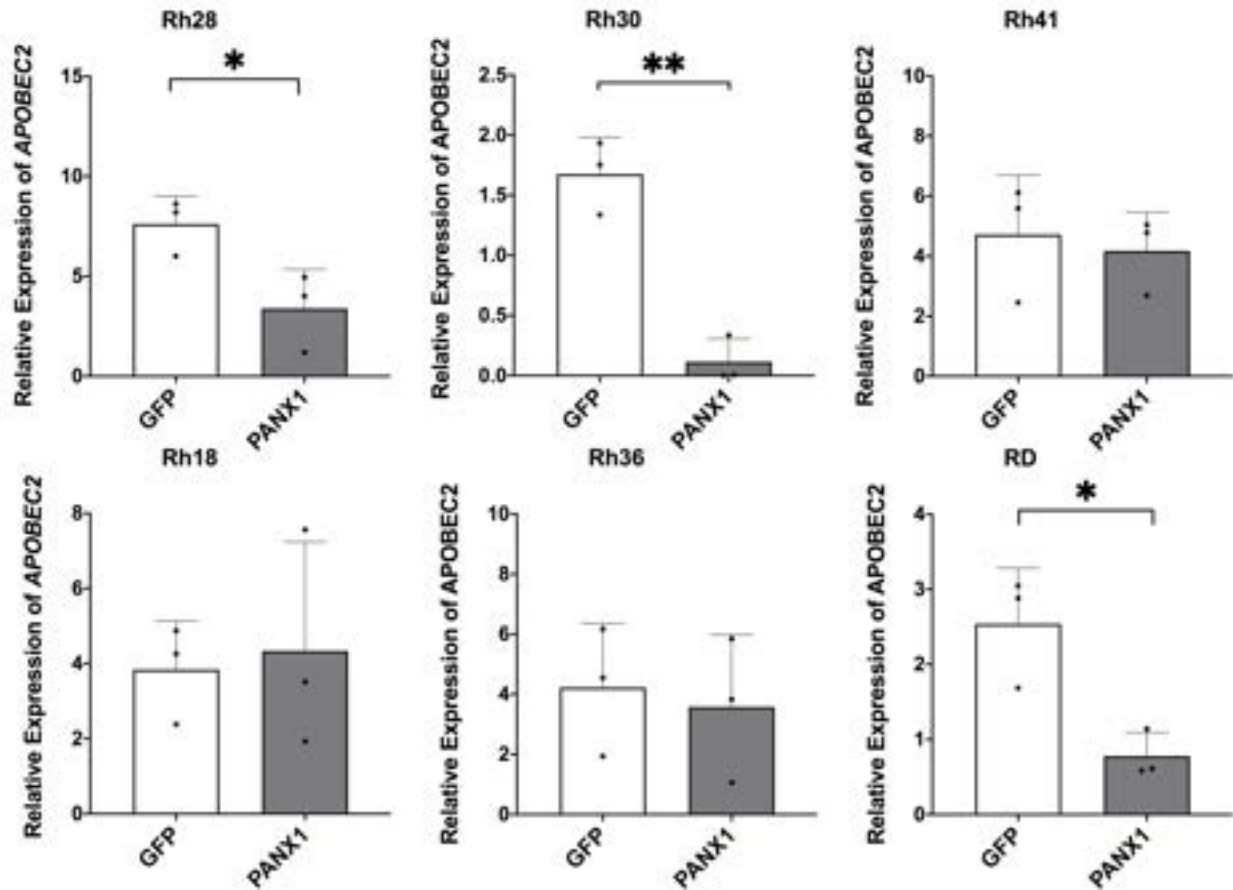 Rh28
Relative Expression of APOBEC2
15
10
5
0
*
GFP
PANX1
Rh30
Relative Expression of APOBEC2
2.5
2.0
1.5
1.0
0.5
0.0
**
GFP
PANX1
Rh41
Relative Expression of APOBEC2
10
8
6
4
2
0
GFP
PANX1
Rh18
Relative Expression of APOBEC2
8
6
4
2
0
GFP
PANX1
Rh36
Relative Expression of APOBEC2
10
8
6
4
2
0
GFP
PANX1
RD
Relative Expression of APOBEC2
4
3
2
1
0
*
GFP
PANX1